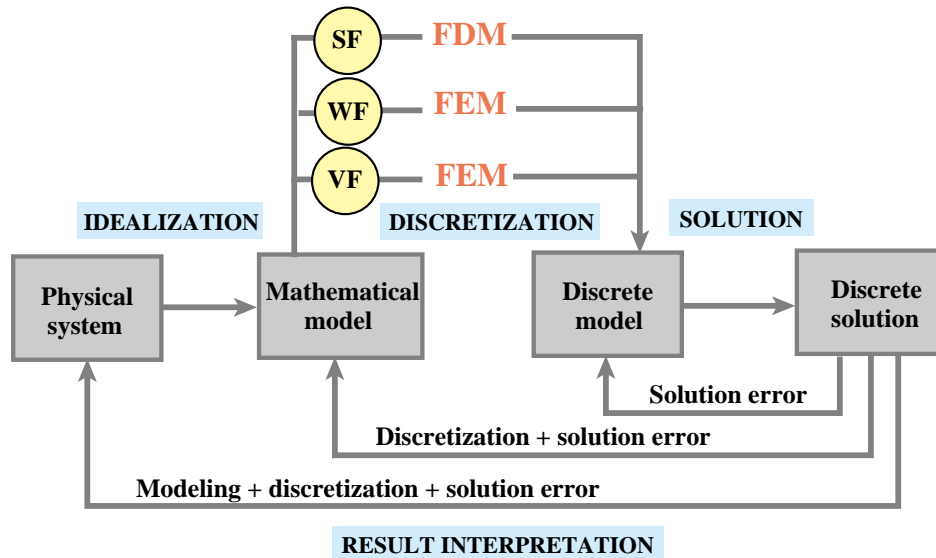 SF
FDM
WF
FEM
VF
FEM
IDEALIZATION
DISCRETIZATION
SOLUTION
Physical
system
Mathematical
model
Discrete
model
Discrete
solution
Solution error
Discretization + solution error
Modeling + discretization + solution error
RESULT INTERPRETATION